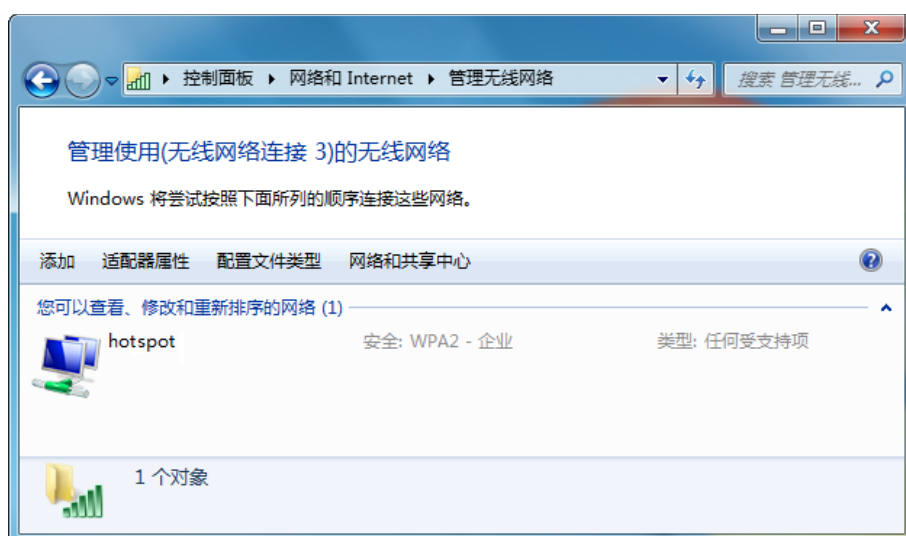 控制面板 网络和 Internet 管理无线网络 搜索 管理无线...
管理使用(无线网络连接 3)的无线网络
Windows 将尝试按照下面所列的顺序连接这些网络。
添加 适配器属性 配置文件类型 网络和共享中心
您可以查看、修改和重新排序的网络 (1)
hotspot 安全: WPA2 - 企业 类型: 任何受支持项
1 个对象